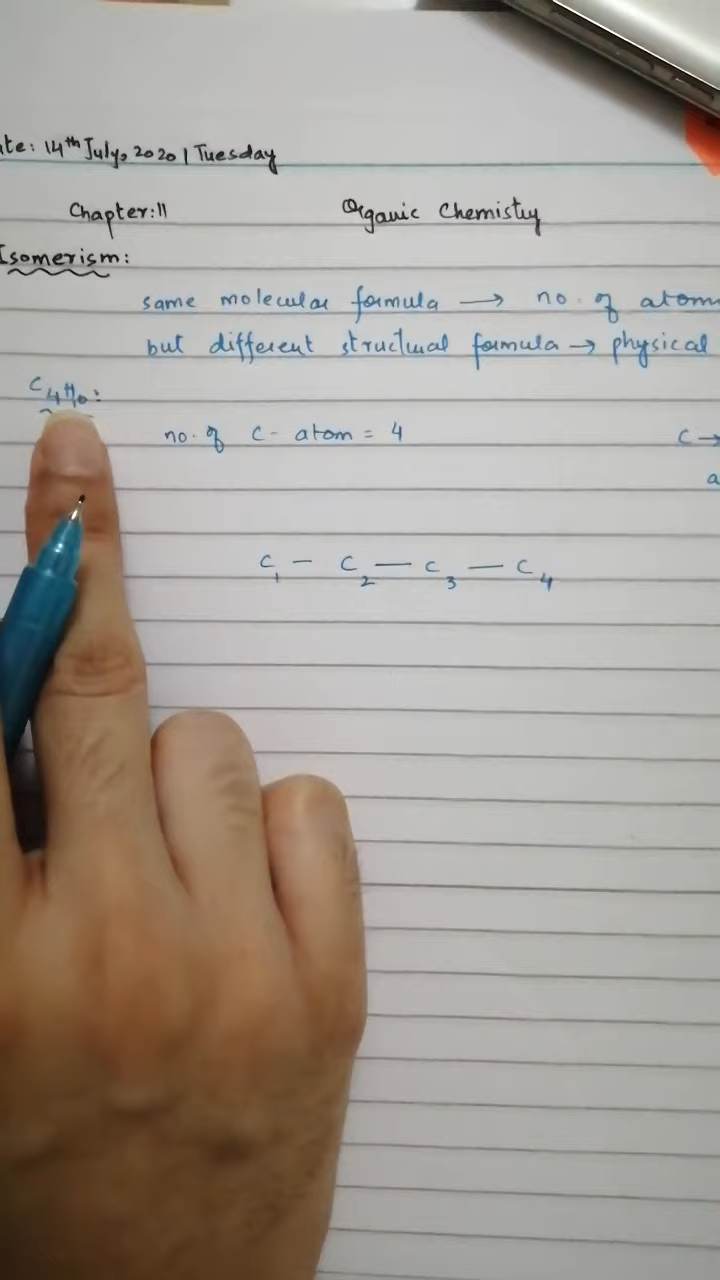 te: 14th July, 2020 | Tuesday
Chapter:11 Organic Chemistry
Isomerism:
same molecular formula → no. of atom
but different structural formula → physical
C4H10:
no. of C- atom = 4 C →
a
C1 – C2 — C3 — C4